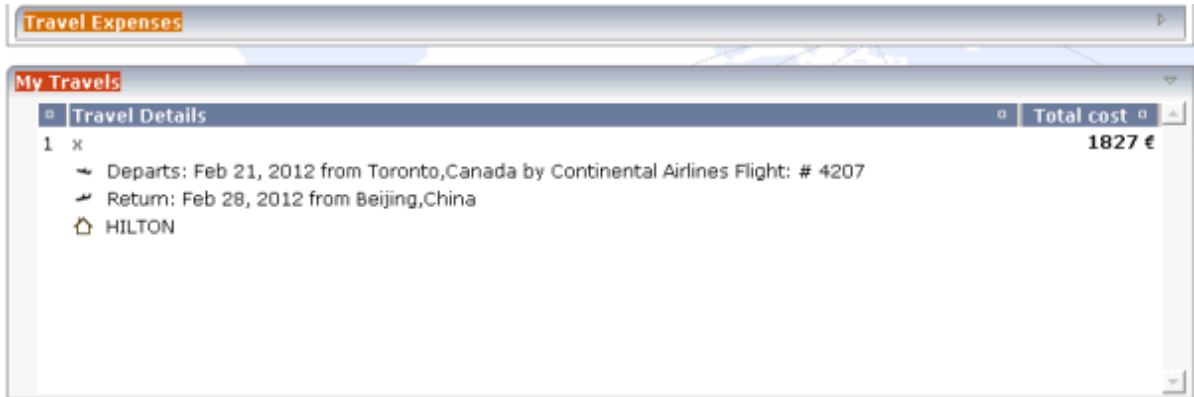 Travel Expenses
My Travels
Travel Details Total cost
1 x 1827 €
Departs: Feb 21, 2012 from Toronto,Canada by Continental Airlines Flight: # 4207
Return: Feb 28, 2012 from Beijing,China
HILTON